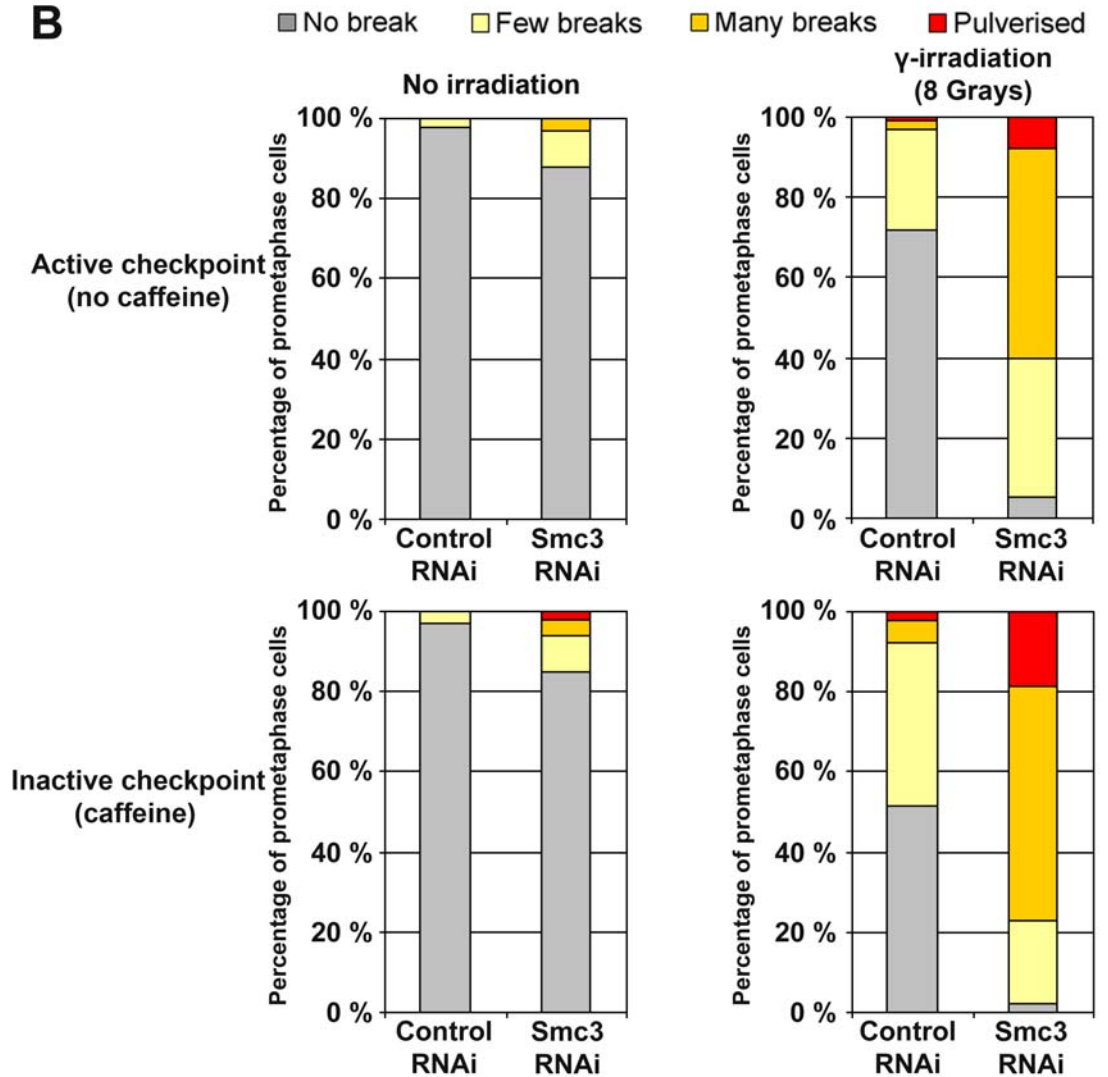 B
No break Few breaks Many breaks Pulverised
No irradiation
γ-irradiation
(8 Grays)
Active checkpoint
(no caffeine)
Percentage of prometaphase cells
100 %
80 %
60 %
40 %
20 %
0 %
Control
RNAi
Smc3
RNAi
Percentage of prometaphase cells
100 %
80 %
60 %
40 %
20 %
0 %
Control
RNAi
Smc3
RNAi
Inactive checkpoint
(caffeine)
Percentage of prometaphase cells
100 %
80 %
60 %
40 %
20 %
0 %
Control
RNAi
Smc3
RNAi
Percentage of prometaphase cells
100 %
80 %
60 %
40 %
20 %
0 %
Control
RNAi
Smc3
RNAi